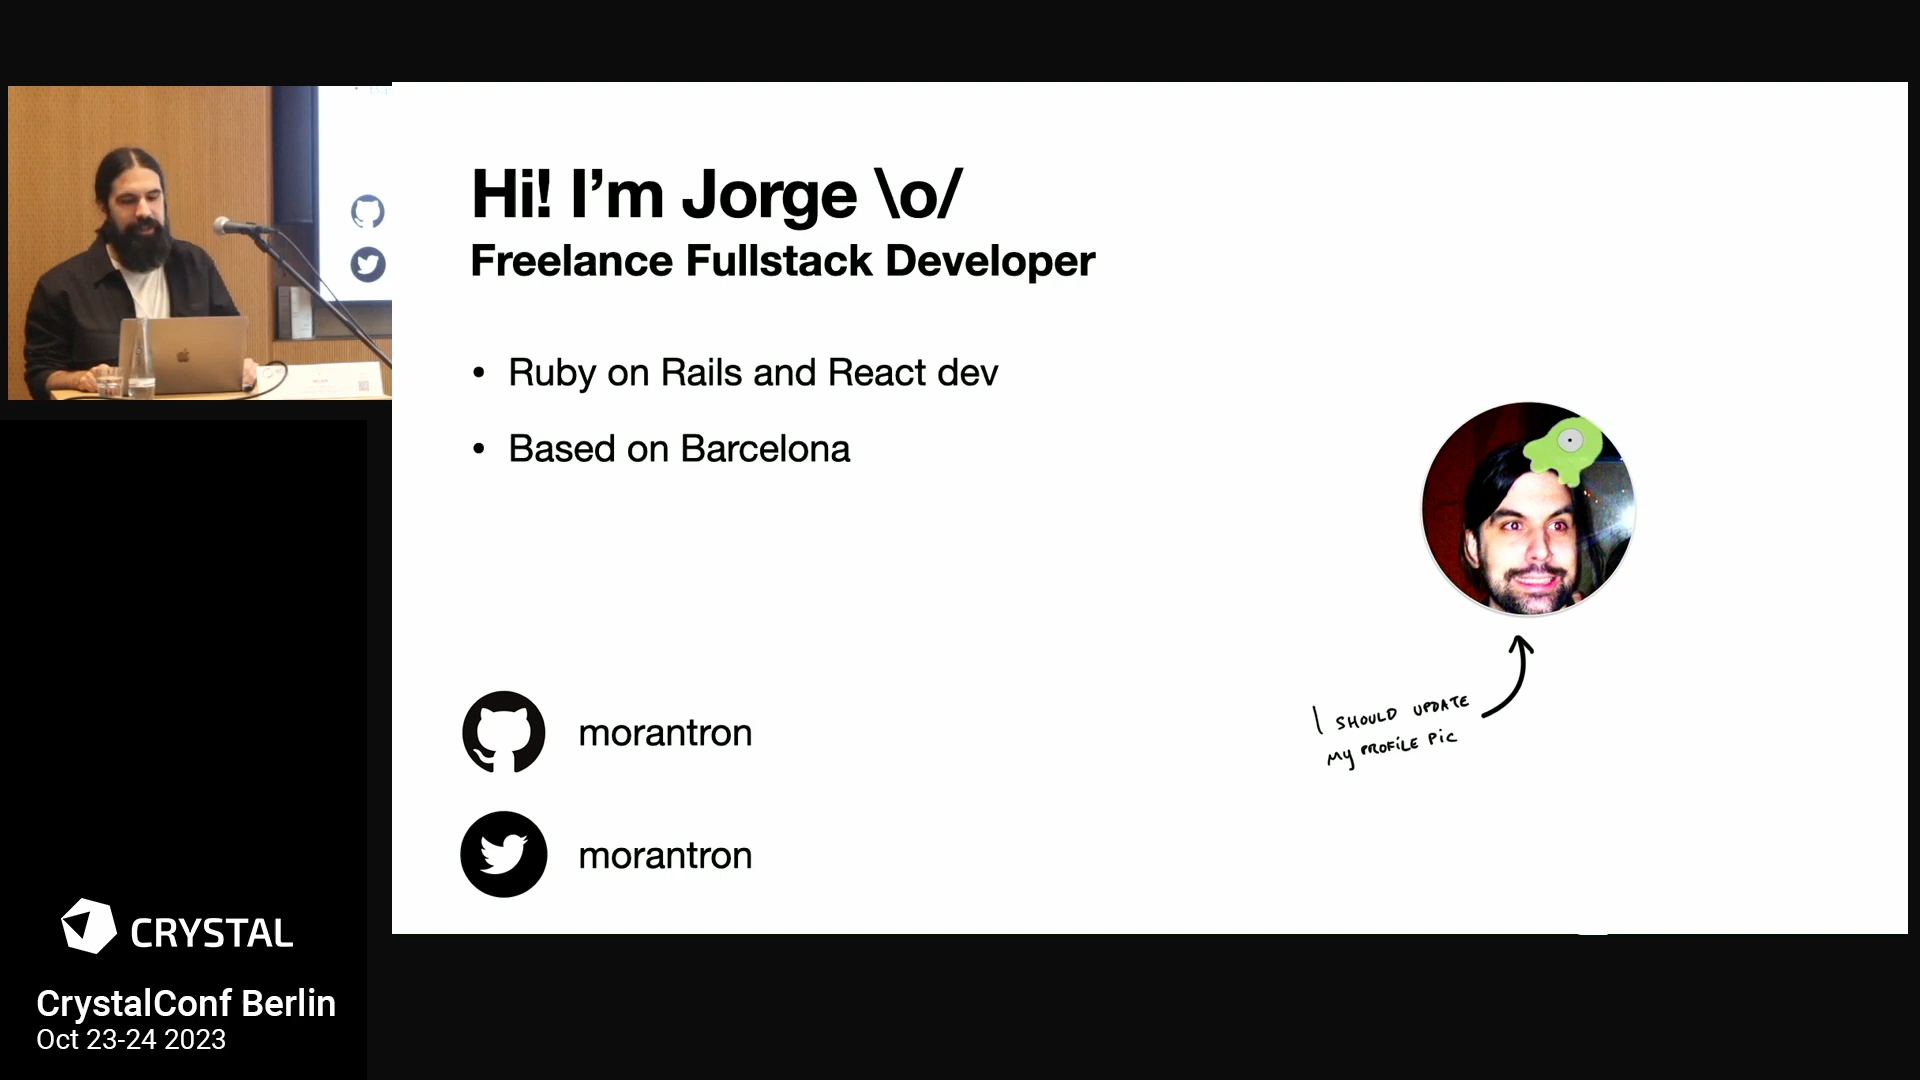 Hi! I’m Jorge \o/
Freelance Fullstack Developer
• Ruby on Rails and React dev
• Based on Barcelona
morantron
morantron
I SHOULD UPDATE
MY PROFILE PIC
CRYSTAL
CrystalConf Berlin
Oct 23-24 2023